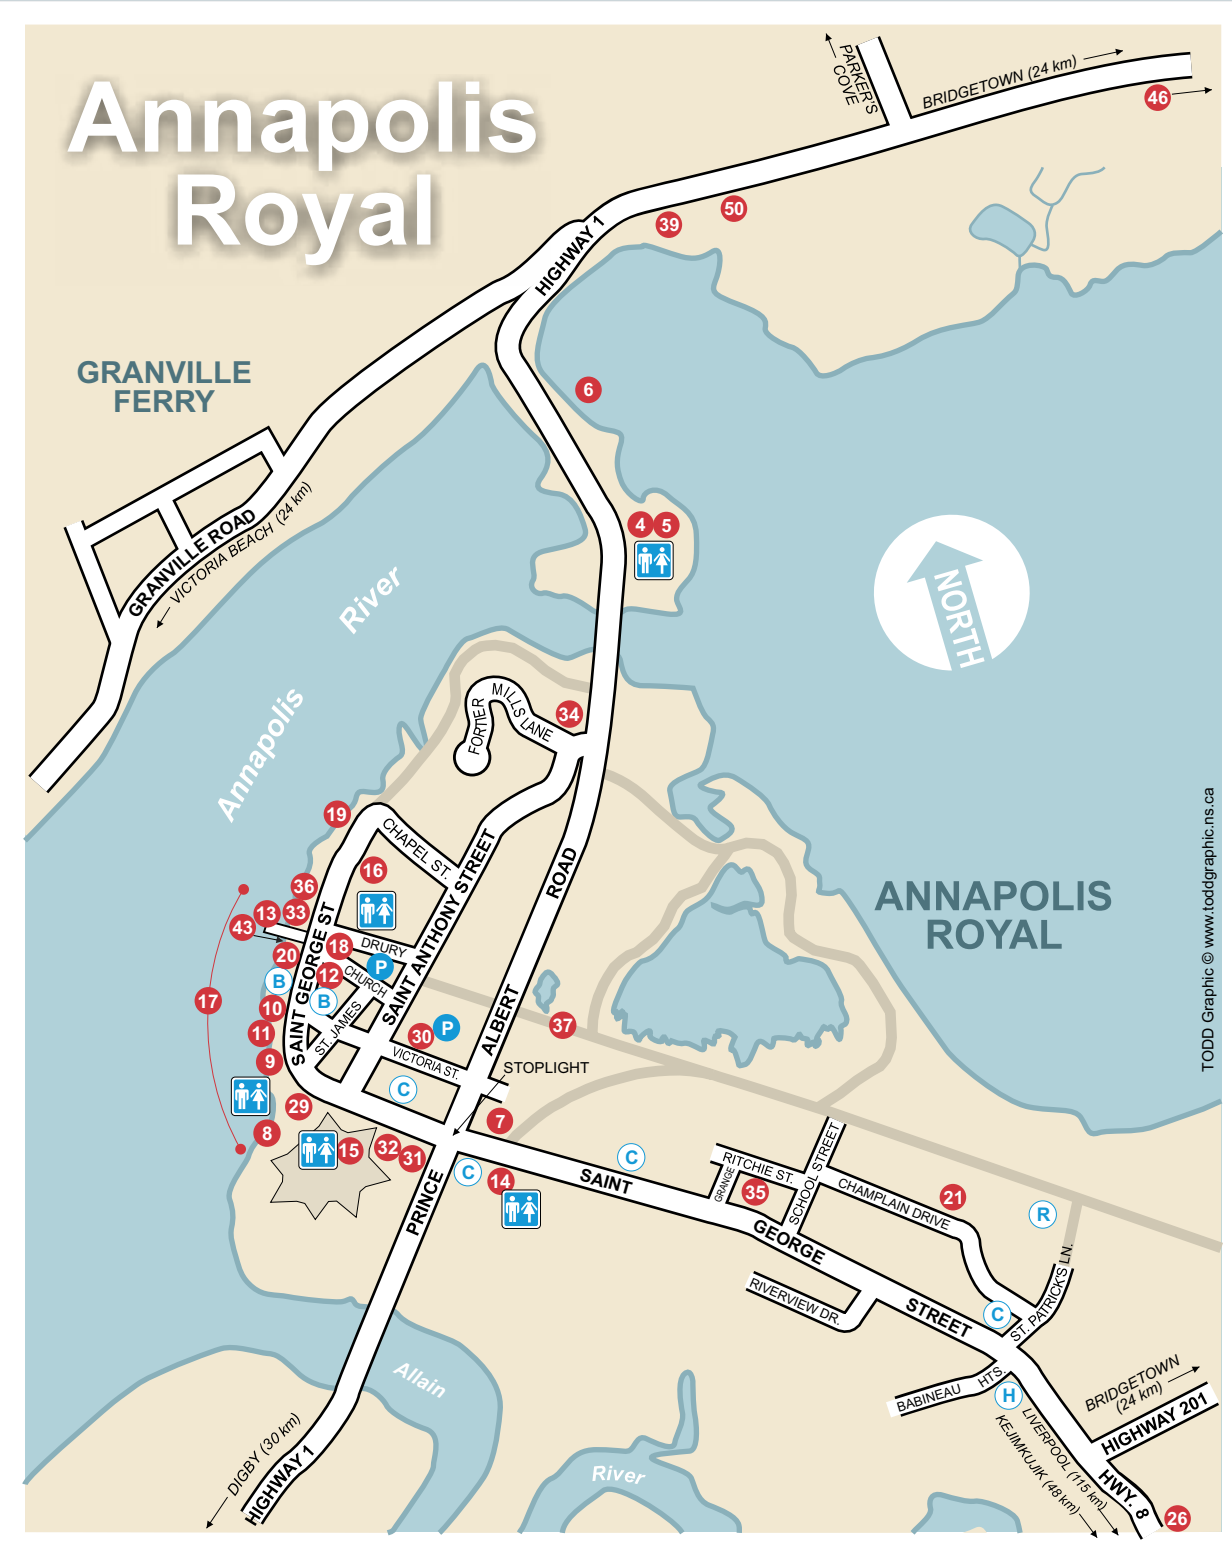 Annapolis
Royal
PARKER'S
COVE
BRIDGETOWN (24 km)
46
50
39
HIGHWAY 1
GRANVILLE
FERRY
6
GRANVILLE ROAD
VICTORIA BEACH (24 km)
4
5
NORTH
River
Annapolis
FORTIER
MILLS LANE
34
19
CHAPEL ST.
16
36
13
33
43
SAINT GEORGE ST
SAINT ANTHONY STREET
ALBERT
ROAD
ANNAPOLIS
ROYAL
18
DRURY
20
P
12
CHURCH
B
B
17
10
ST. JAMES
11
30
P
37
9
VICTORIA ST.
STOPLIGHT
C
29
7
8
15
32
31
C
14
C
SAINT
RITCHIE ST.
GRANGE
35
SCHOOL STREET
CHAMPLAIN DRIVE
21
R
PRINCE
GEORGE
RIVERVIEW DR.
STREET
C
ST. PATRICK'S LN.
BABINEAU
HTS.
H
Allain
River
DIGBY (30 km)
HIGHWAY 1
BRIDGETOWN
(24 km)
HIGHWAY 201
LIVERPOOL (115 km)
KEJIMKUJIK (48 km)
HWY. 8
26
TODD Graphic © www.toddgraphic.ns.ca